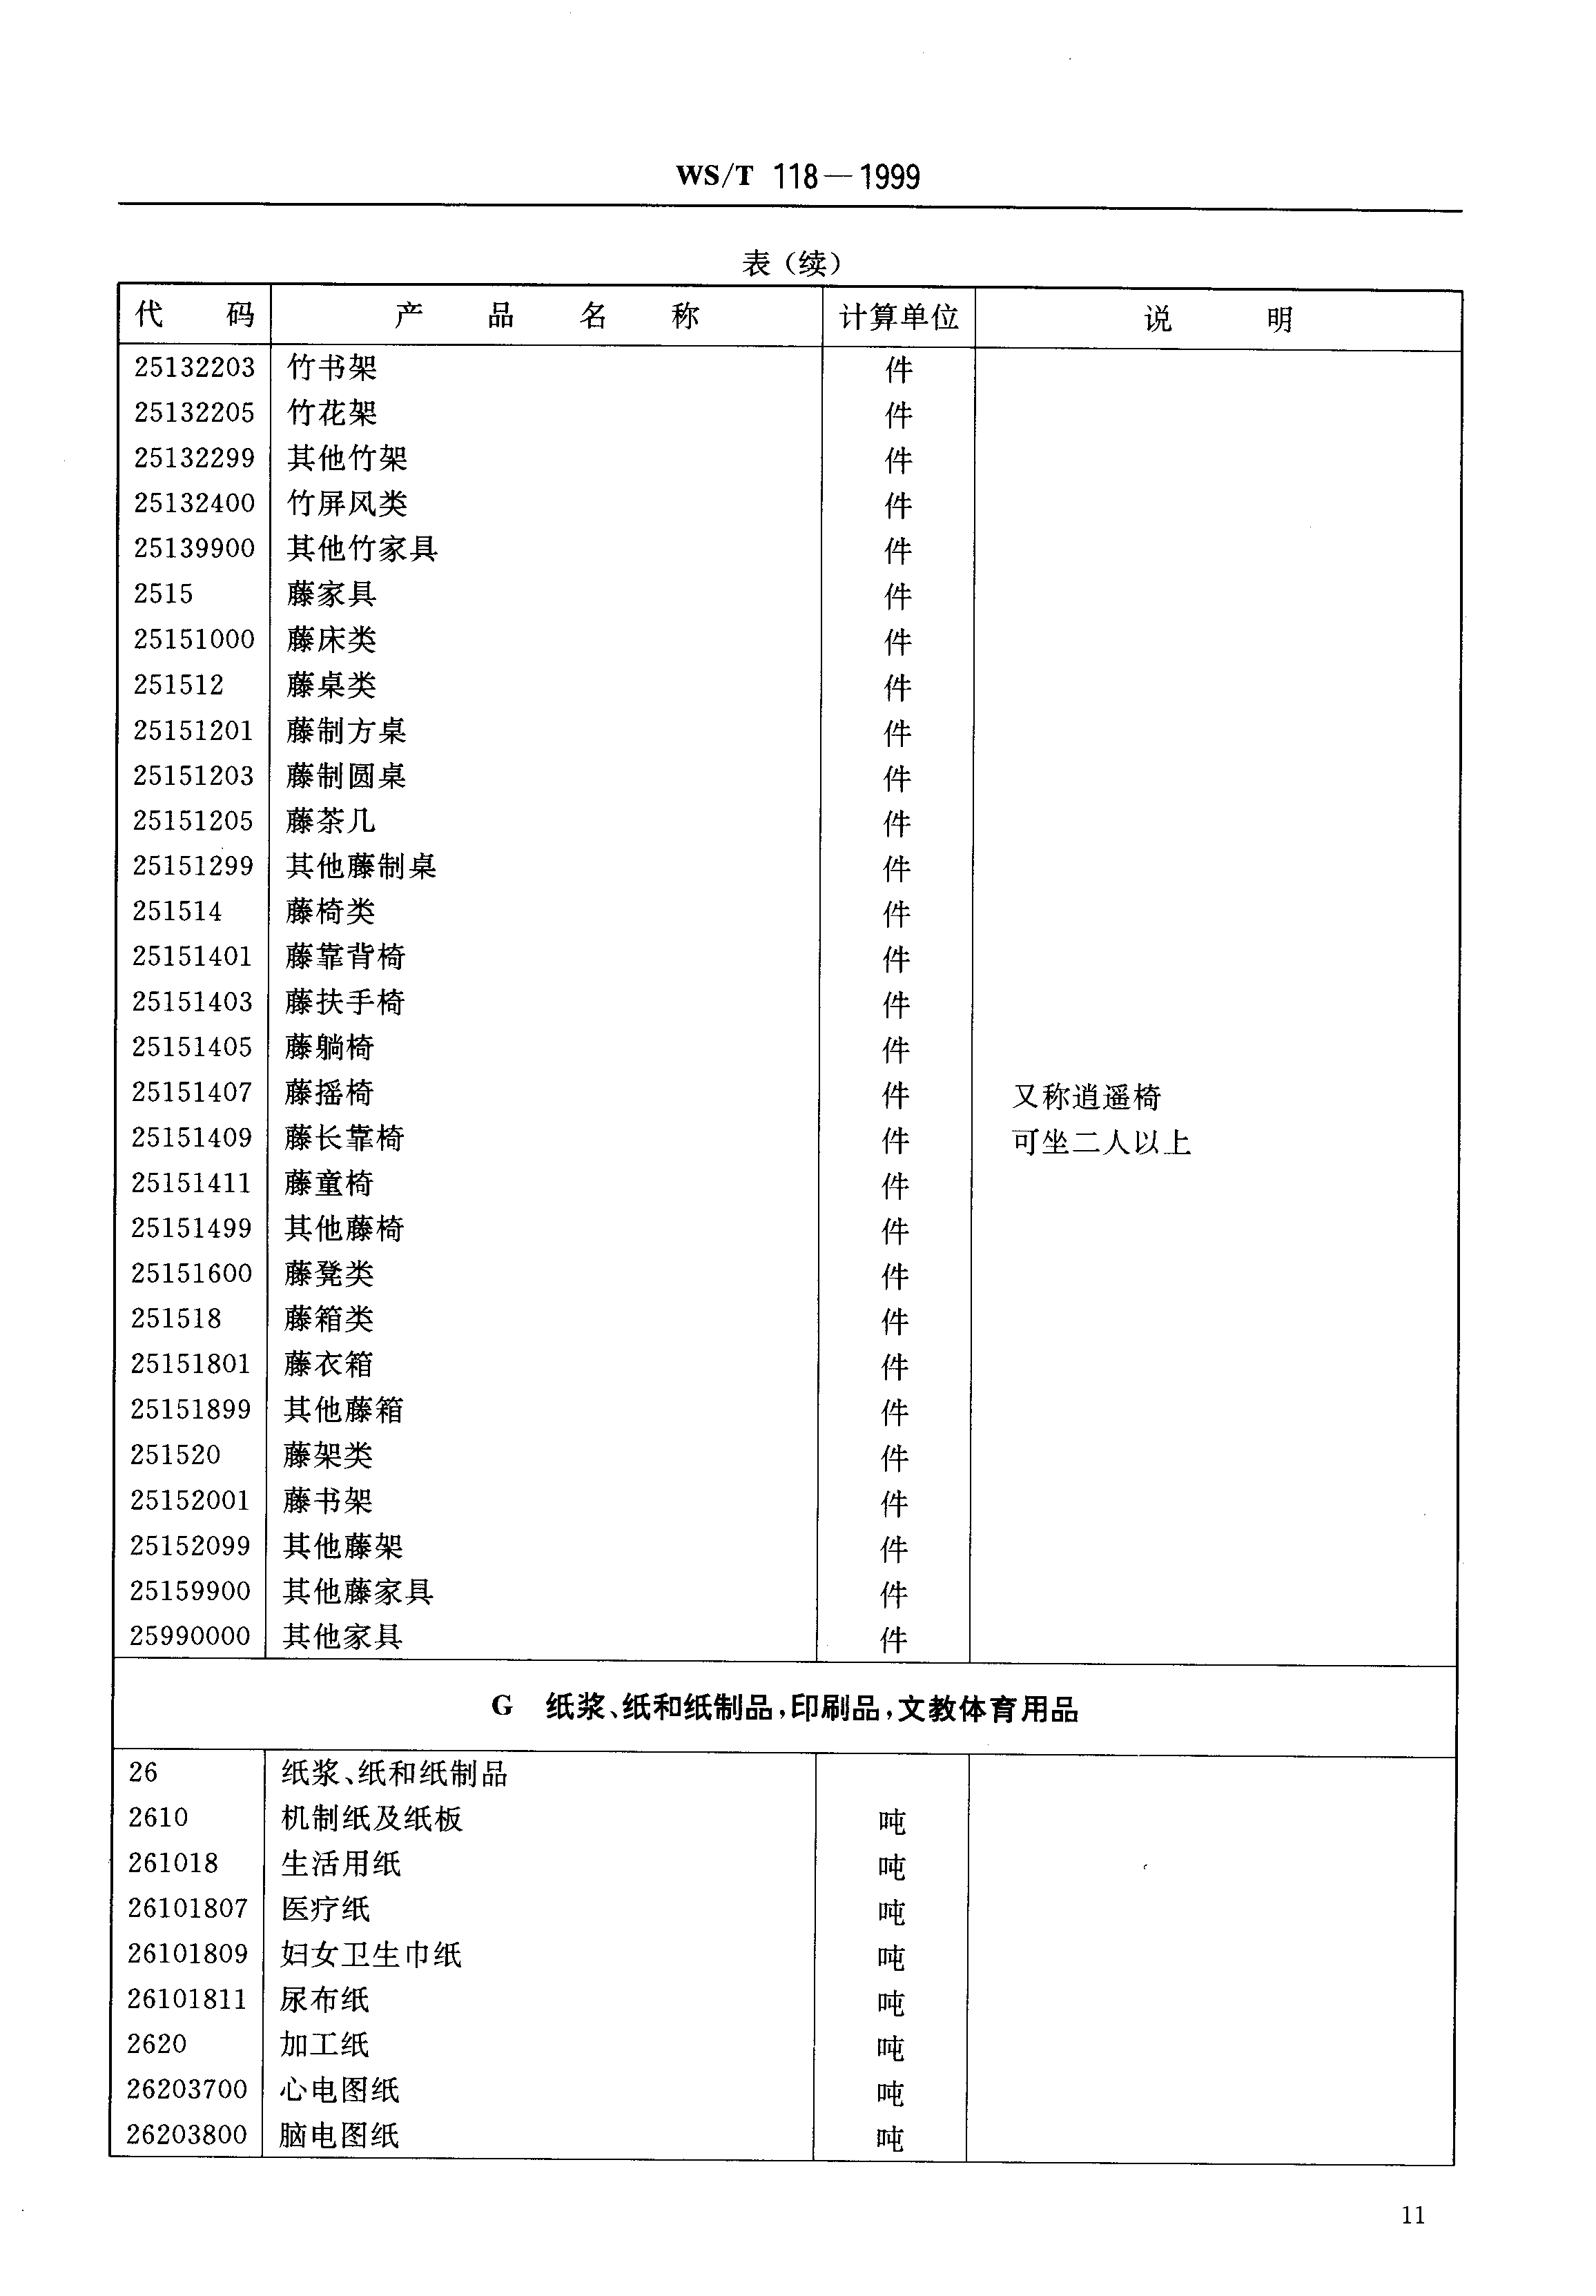 WS/T 118—1999
表（续）
代 码 产 品 名 称 计算单位 说 明
25132203 竹书架 件
25132205 竹花架 件
25132299 其他竹架 件
25132400 竹屏风类 件
25139900 其他竹家具 件
2515 藤家具 件
25151000 藤床类 件
251512 藤桌类 件
25151201 藤制方桌 件
25151203 藤制圆桌 件
25151205 藤茶几 件
25151299 其他藤制桌 件
251514 藤椅类 件
25151401 藤靠背椅 件
25151403 藤扶手椅 件
25151405 藤躺椅 件
25151407 藤摇椅 件 又称逍遥椅
25151409 藤长靠椅 件 可坐二人以上
25151411 藤童椅 件
25151499 其他藤椅 件
25151600 藤凳类 件
251518 藤箱类 件
25151801 藤衣箱 件
25151899 其他藤箱 件
251520 藤架类 件
25152001 藤书架 件
25152099 其他藤架 件
25159900 其他藤家具 件
25990000 其他家具 件
G 纸浆、纸和纸制品，印刷品，文教体育用品
26 纸浆、纸和纸制品
2610 机制纸及纸板 吨
261018 生活用纸 吨
26101807 医疗纸 吨
26101809 妇女卫生巾纸 吨
26101811 尿布纸 吨
2620 加工纸 吨
26203700 心电图纸 吨
26203800 脑电图纸 吨
11